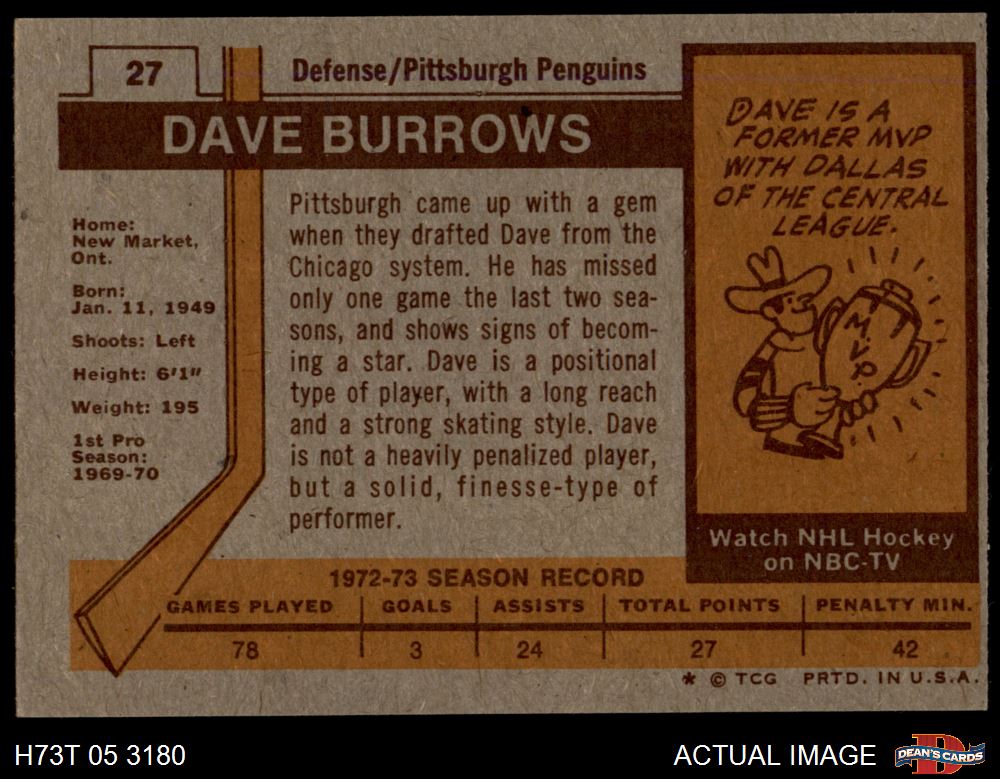 27
Defense/Pittsburgh Penguins
DAVE BURROWS
Home:
New Market,
Ont.
Born:
Jan. 11, 1949
Shoots: Left
Height: 6'1"
Weight: 195
1st Pro
Season:
1969-70
Pittsburgh came up with a gem
when they drafted Dave from the
Chicago system. He has missed
only one game the last two sea-
sons, and shows signs of becom-
ing a star. Dave is a positional
type of player, with a long reach
and a strong skating style. Dave
is not a heavily penalized player,
but a solid, finesse-type of
performer.
DAVE IS A
FORMER MVP
WITH DALLAS
OF THE CENTRAL
LEAGUE.
M.V.P.
Watch NHL Hockey
on NBC-TV
1972-73 SEASON RECORD
GAMES PLAYED GOALS ASSISTS TOTAL POINTS PENALTY MIN.
78 3 24 27 42
* © TCG PRTD. IN U.S.A.
H73T 05 3180
ACTUAL IMAGE
DEAN'S CARDS